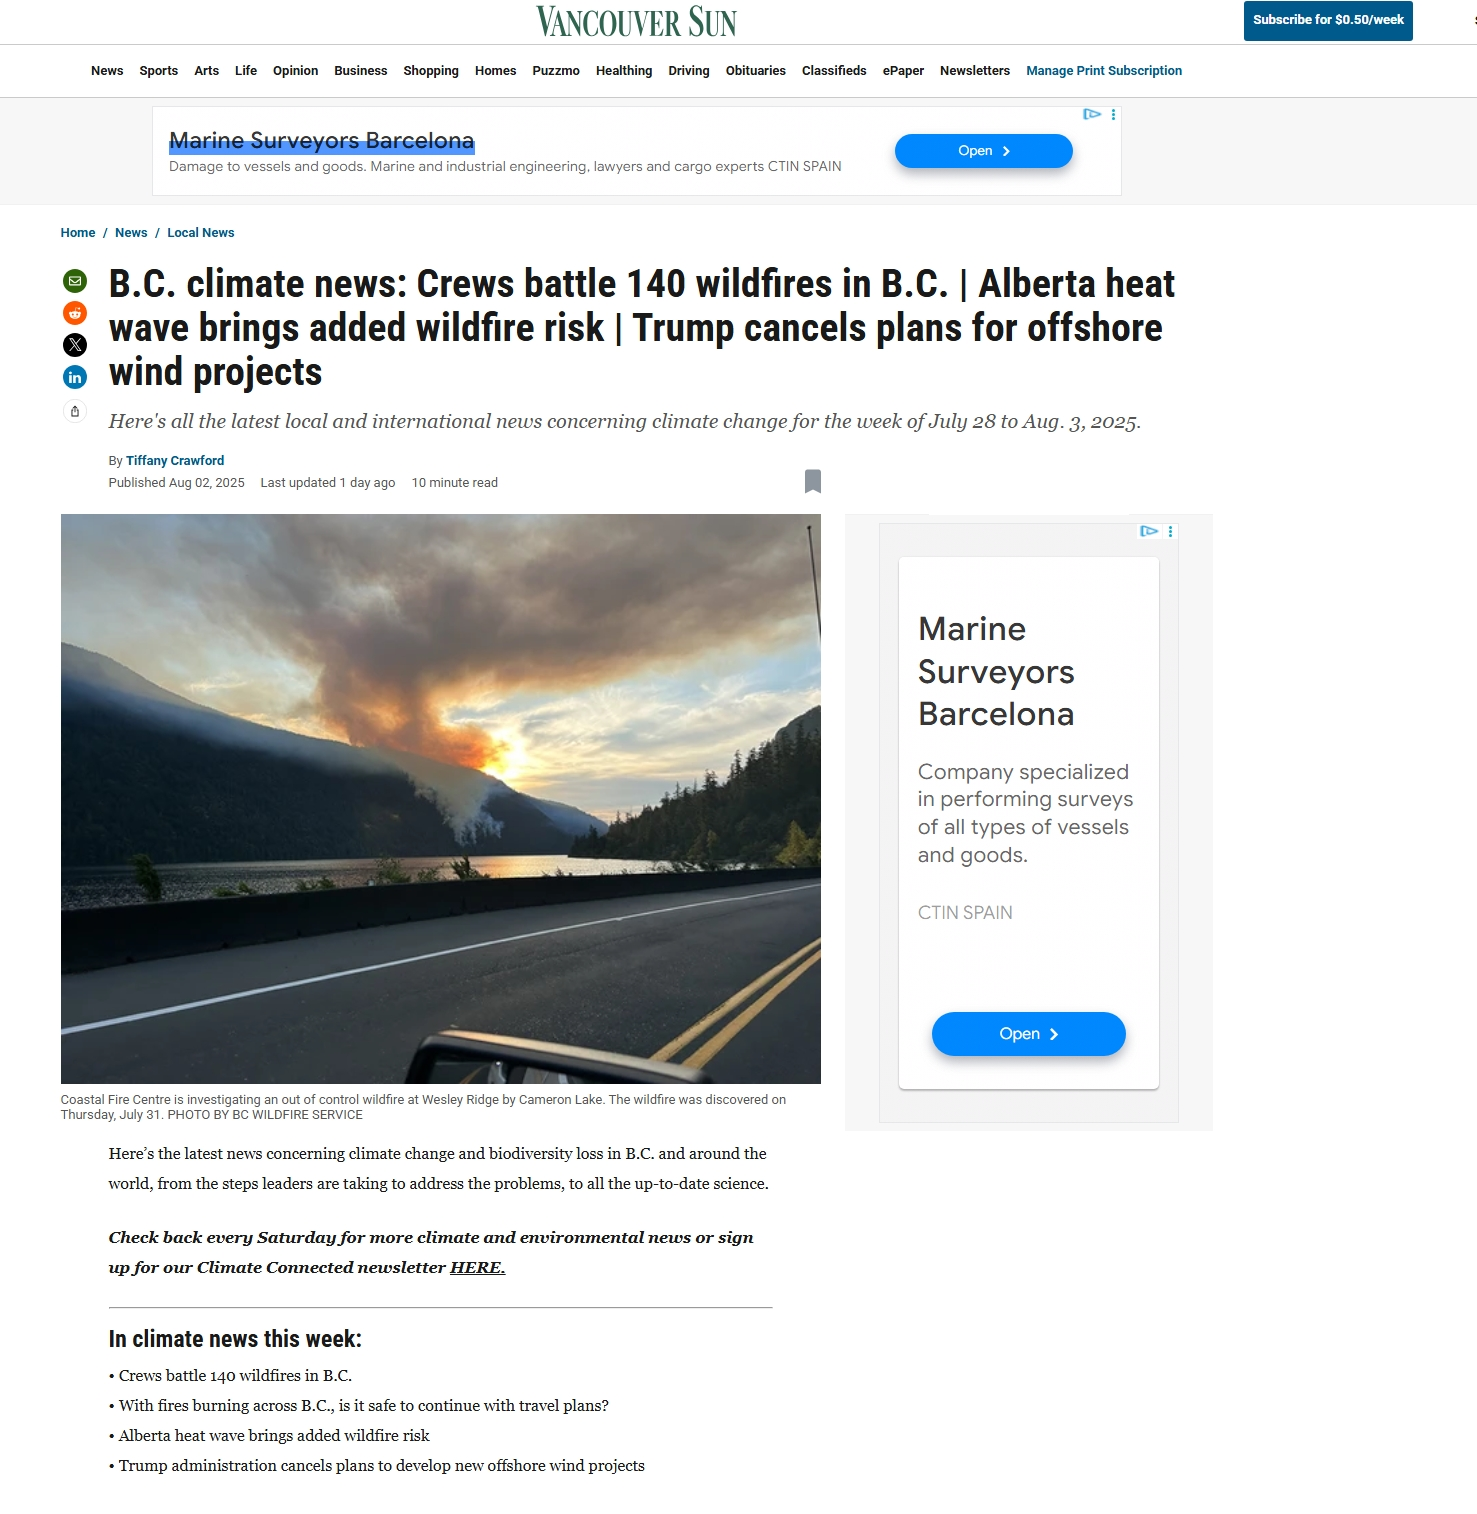 VANCOUVER SUN
Subscribe for $0.50/week
News Sports Arts Life Opinion Business Shopping Homes Puzzmo Healthing Driving Obituaries Classifieds ePaper Newsletters Manage Print Subscription
Marine Surveyors Barcelona
Damage to vessels and goods. Marine and industrial engineering, lawyers and cargo experts CTIN SPAIN
Open
Home / News / Local News
B.C. climate news: Crews battle 140 wildfires in B.C. | Alberta heat
wave brings added wildfire risk | Trump cancels plans for offshore
wind projects
Here's all the latest local and international news concerning climate change for the week of July 28 to Aug. 3, 2025.
By Tiffany Crawford
Published Aug 02, 2025 Last updated 1 day ago 10 minute read
Marine
Surveyors
Barcelona
Company specialized
in performing surveys
of all types of vessels
and goods.
CTIN SPAIN
Open
Coastal Fire Centre is investigating an out of control wildfire at Wesley Ridge by Cameron Lake. The wildfire was discovered on
Thursday, July 31. PHOTO BY BC WILDFIRE SERVICE
Here’s the latest news concerning climate change and biodiversity loss in B.C. and around the
world, from the steps leaders are taking to address the problems, to all the up-to-date science.
Check back every Saturday for more climate and environmental news or sign
up for our Climate Connected newsletter HERE.
In climate news this week:
• Crews battle 140 wildfires in B.C.
• With fires burning across B.C., is it safe to continue with travel plans?
• Alberta heat wave brings added wildfire risk
• Trump administration cancels plans to develop new offshore wind projects